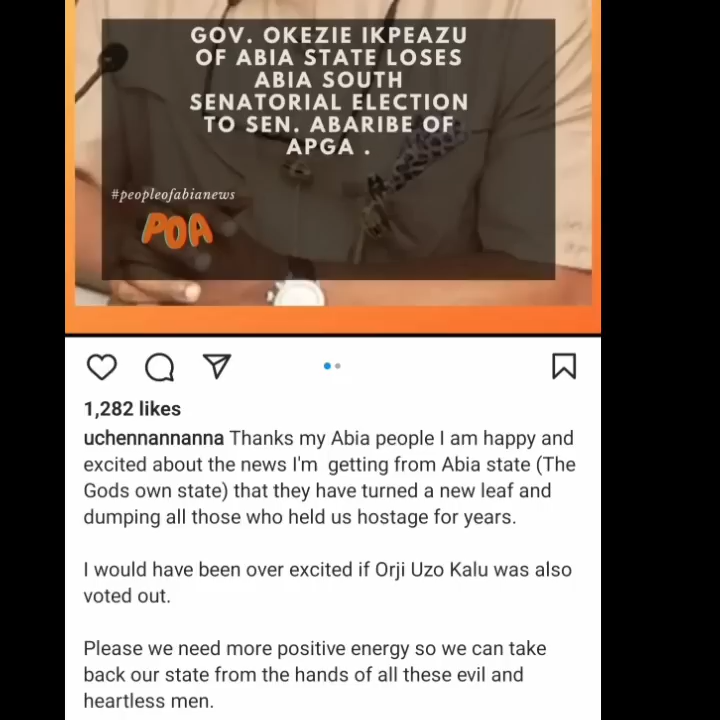 GOV. OKEZIE IKPEAZU
OF ABIA STATE LOSES
ABIA SOUTH
SENATORIAL ELECTION
TO SEN. ABARIBE OF
APGA .
#peopleofabianews
POA
1,282 likes
uchennannanna Thanks my Abia people I am happy and
excited about the news I'm  getting from Abia state (The
Gods own state) that they have turned a new leaf and
dumping all those who held us hostage for years.
I would have been over excited if Orji Uzo Kalu was also
voted out.
Please we need more positive energy so we can take
back our state from the hands of all these evil and
heartless men.